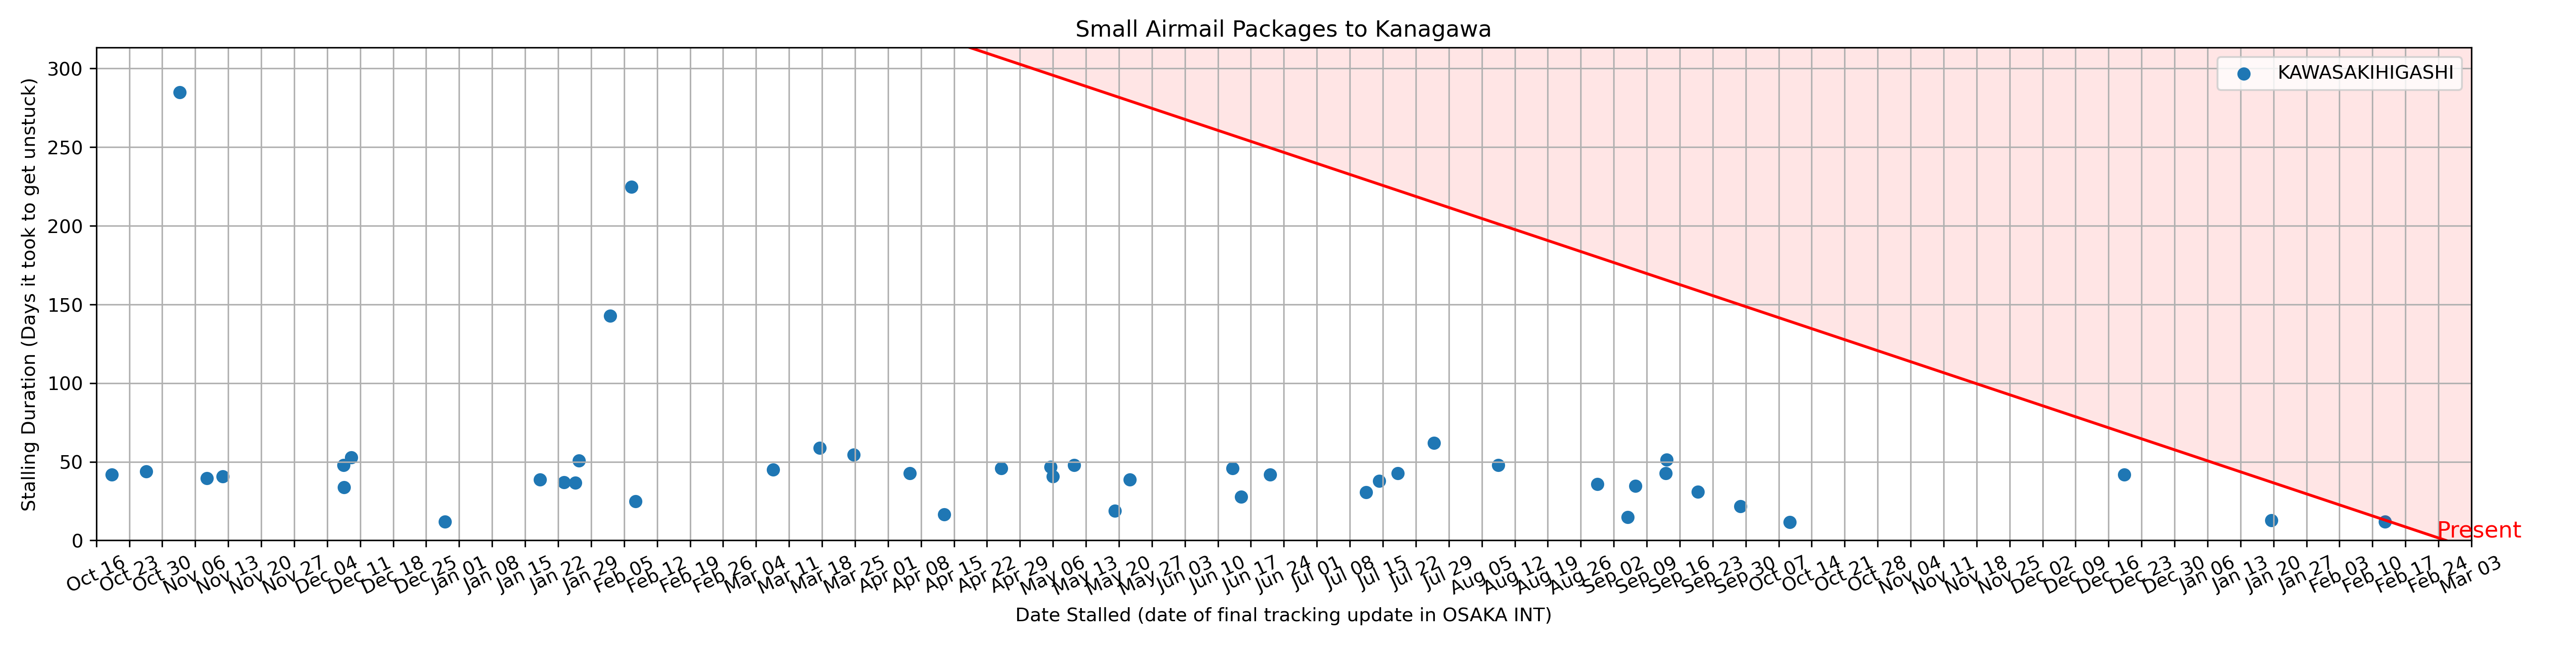 Small Airmail Packages to Kanagawa
KAWASAKIHIGASHI
Stalling Duration (Days it took to get unstuck)
300
250
200
150
100
50
0
Present
Oct 16
Oct 23
Oct 30
Nov 06
Nov 13
Nov 20
Nov 27
Dec 04
Dec 11
Dec 18
Dec 25
Jan 01
Jan 08
Jan 15
Jan 22
Jan 29
Feb 05
Feb 12
Feb 19
Feb 26
Mar 04
Mar 11
Mar 18
Mar 25
Apr 01
Apr 08
Apr 15
Apr 22
Apr 29
May 06
May 13
May 20
May 27
Jun 03
Jun 10
Jun 17
Jun 24
Jul 01
Jul 08
Jul 15
Jul 22
Jul 29
Aug 05
Aug 12
Aug 19
Aug 26
Sep 02
Sep 09
Sep 16
Sep 23
Sep 30
Oct 07
Oct 14
Oct 21
Oct 28
Nov 04
Nov 11
Nov 18
Nov 25
Dec 02
Dec 09
Dec 16
Dec 23
Dec 30
Jan 06
Jan 13
Jan 20
Jan 27
Feb 03
Feb 10
Feb 17
Feb 24
Mar 03
Date Stalled (date of final tracking update in OSAKA INT)